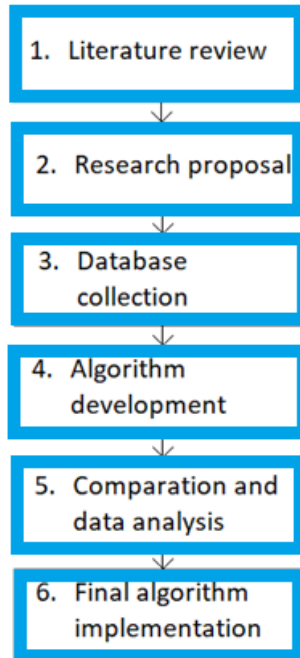 1. Literature review
2. Research proposal
3. Database
collection
4. Algorithm
development
5. Comparation and
data analysis
6. Final algorithm
implementation